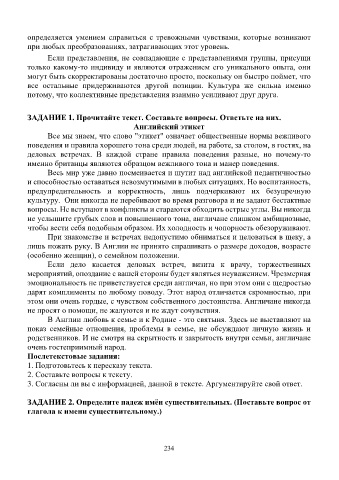 определяется умением справиться с тревожными чувствами, которые возникают
при любых преобразованиях, затрагивающих этот уровень.
Если представления, не совпадающие с представлениями группы, присущи
только какому-то индивиду и являются отражением его уникального опыта, они
могут быть скорректированы достаточно просто, поскольку он быстро поймет, что
все остальные придерживаются другой позиции. Культура же сильна именно
потому, что коллективные представления взаимно усиливают друг друга.
ЗАДАНИЕ 1. Прочитайте текст. Составьте вопросы. Ответьте на них.
Английский этикет
Все мы знаем, что слово "этикет" означает общественные нормы вежливого
поведения и правила хорошего тона среди людей, на работе, за столом, в гостях, на
деловых встречах. В каждой стране правила поведения разные, но почему-то
именно британцы являются образцом вежливого тона и манер поведения.
Весь мир уже давно посмеивается и шутит над английской педантичностью
и способностью оставаться невозмутимыми в любых ситуациях. Но воспитанность,
предупредительность и корректность, лишь подчеркивают их безупречную
культуру. Они никогда не перебивают во время разговора и не задают бестактные
вопросы. Не вступают в конфликты и стараются обходить острые углы. Вы никогда
не услышите грубых слов и повышенного тона, англичане слишком амбициозные,
чтобы вести себя подобным образом. Их холодность и чопорность обезоруживают.
При знакомстве и встречах недопустимо обниматься и целоваться в щеку, а
лишь пожать руку. В Англии не принято спрашивать о размере доходов, возрасте
(особенно женщин), о семейном положении.
Если дело касается деловых встреч, визита к врачу, торжественных
мероприятий, опоздание с вашей стороны будет являться неуважением. Чрезмерная
эмоциональность не приветствуется среди англичан, но при этом они с щедростью
дарят комплименты по любому поводу. Этот народ отличается скромностью, при
этом они очень гордые, с чувством собственного достоинства. Англичане никогда
не просят о помощи, не жалуются и не ждут сочувствия.
В Англии любовь к семье и к Родине - это святыня. Здесь не выставляют на
показ семейные отношения, проблемы в семье, не обсуждают личную жизнь и
родственников. И не смотря на скрытность и закрытость внутри семьи, англичане
очень гостеприимный народ.
Послетекстовые задания:
1. Подготовьтесь к пересказу текста.
2. Составьте вопросы к тексту.
3. Согласны ли вы с информацией, данной в тексте. Аргументируйте свой ответ.
ЗАДАНИЕ 2. Определите падеж имён существительных. (Поставьте вопрос от
глагола к имени существительному.)
234